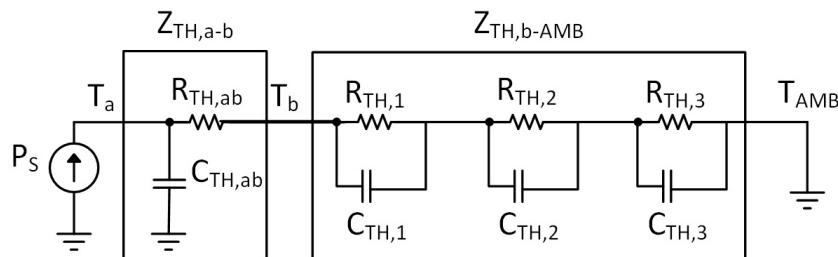 Z_TH,a-b Z_TH,b-AMB
T_a R_TH,ab T_b R_TH,1 R_TH,2 R_TH,3 T_AMB
P_S C_TH,ab
C_TH,1 C_TH,2 C_TH,3